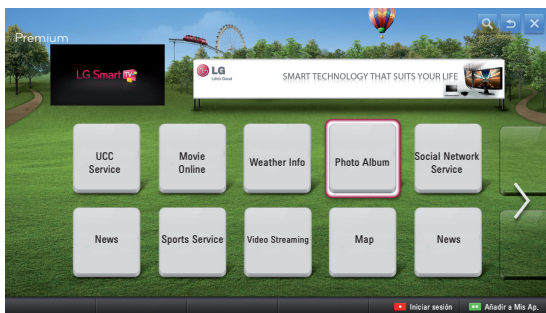 Premium
LG Smart TV
LG
Life's Good
SMART TECHNOLOGY THAT SUITS YOUR LIFE
UCC
Service
Movie
Online
Weather Info
Photo Album
Social Network
Service
News
Sports Service
Video Streaming
Map
News
Iniciar sesión
Añadir a Mis Ap.